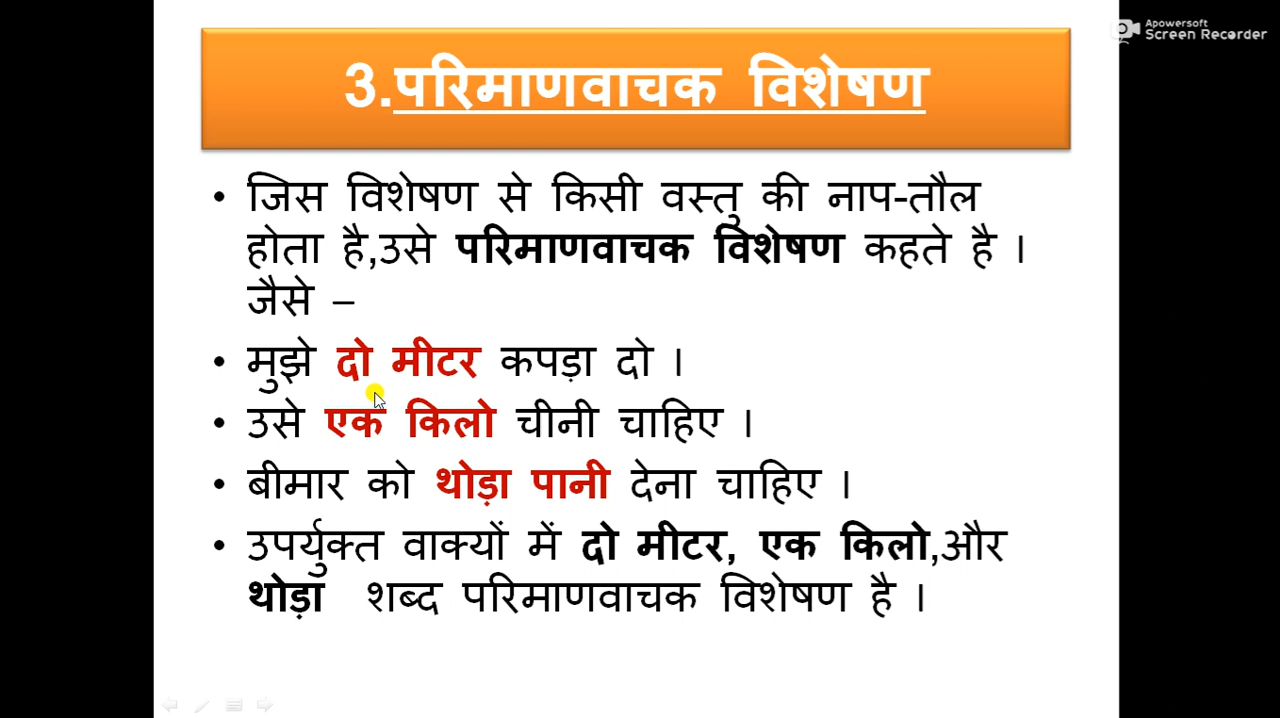 Apowersoft
Screen Recorder
3.परिमाणवाचक विशेषण
• जिस विशेषण से किसी वस्तु की नाप-तौल
होता है,उसे परिमाणवाचक विशेषण कहते है ।
जैसे –
• मुझे दो मीटर कपड़ा दो ।
• उसे एक किलो चीनी चाहिए ।
• बीमार को थोड़ा पानी देना चाहिए ।
• उपर्युक्त वाक्यों में दो मीटर, एक किलो,और
थोड़ा शब्द परिमाणवाचक विशेषण है ।